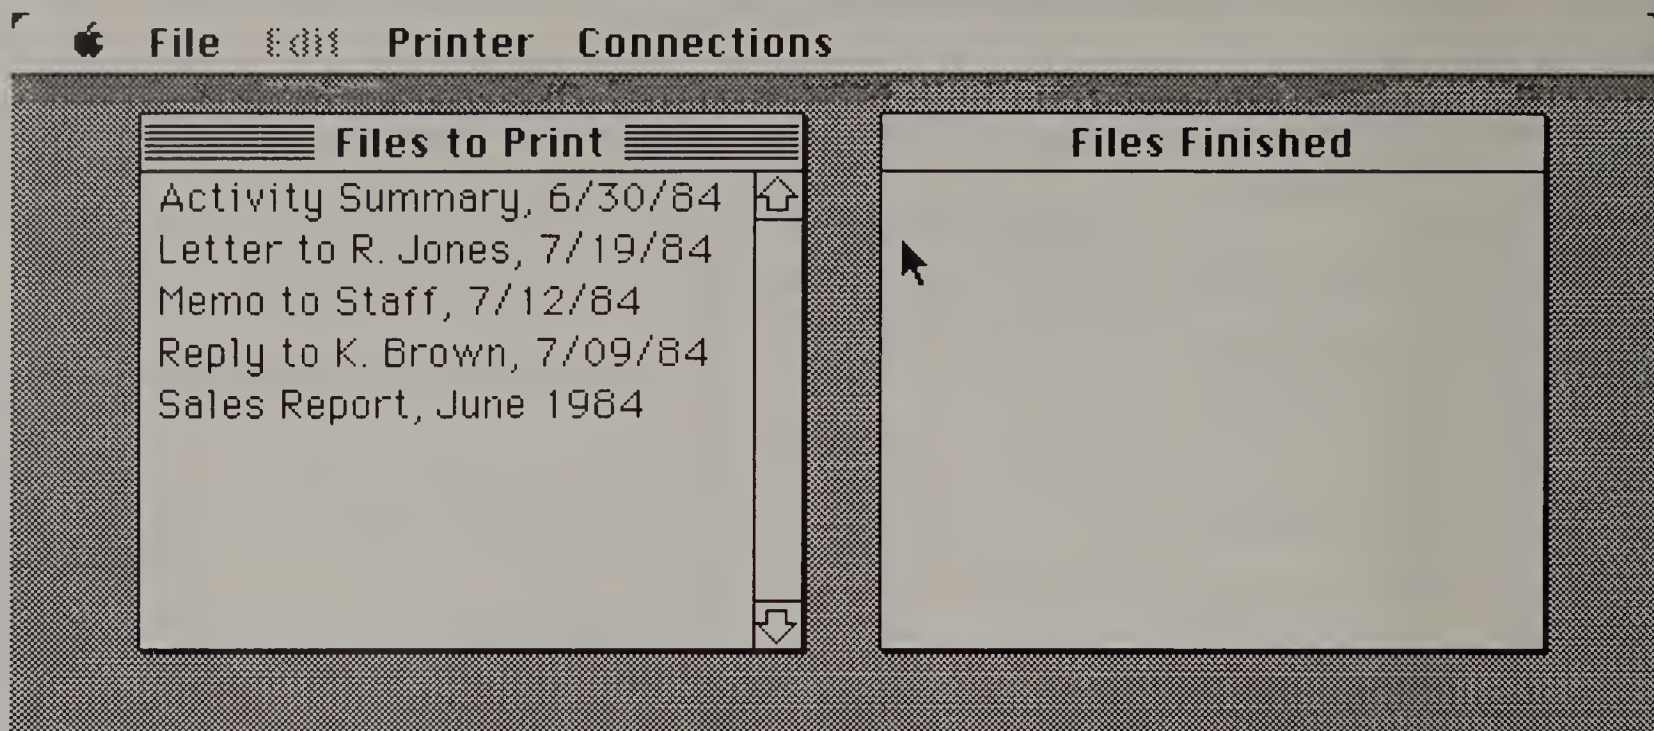 File Edit Printer Connections
Files to Print
Activity Summary, 6/30/84
Letter to R. Jones, 7/19/84
Memo to Staff, 7/12/84
Reply to K. Brown, 7/09/84
Sales Report, June 1984
Files Finished